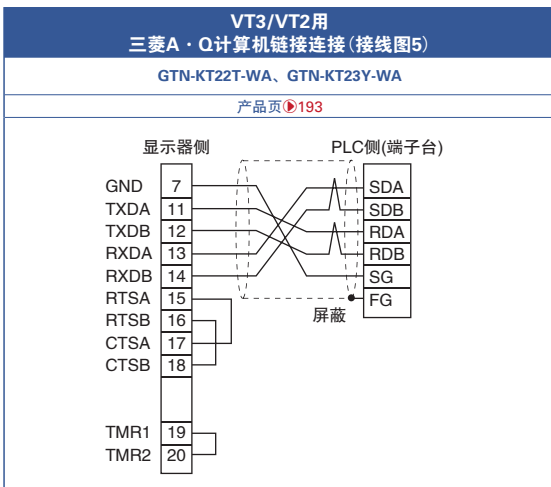 VT3/VT2用
三菱A・Q计算机链接连接(接线图5)
GTN-KT22T-WA、GTN-KT23Y-WA
产品页193
显示器侧 PLC侧(端子台)
GND 7 SDA
TXDA 11 SDB
TXDB 12 RDA
RXDA 13 RDB
RXDB 14 SG
RTSA 15 FG
屏蔽
RTSB 16
CTSA 17
CTSB 18
TMR1 19
TMR2 20